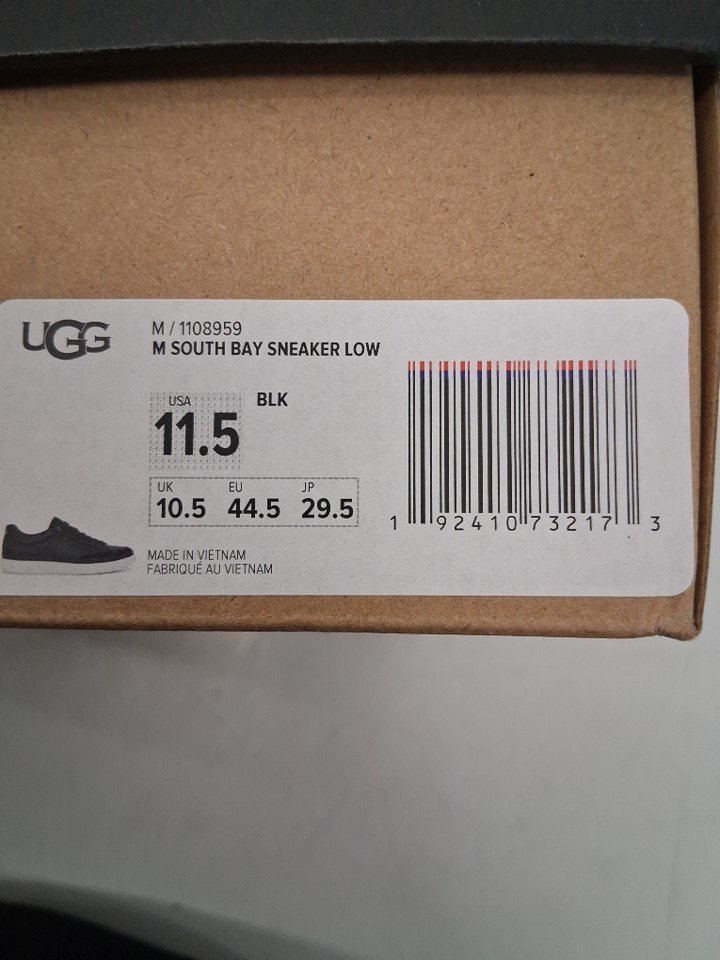 UGG
M / 1108959
M SOUTH BAY SNEAKER LOW
USA
11.5
BLK
UK EU JP
10.5 44.5 29.5
MADE IN VIETNAM
FABRIQUÉ AU VIETNAM
1 92410 73217 3